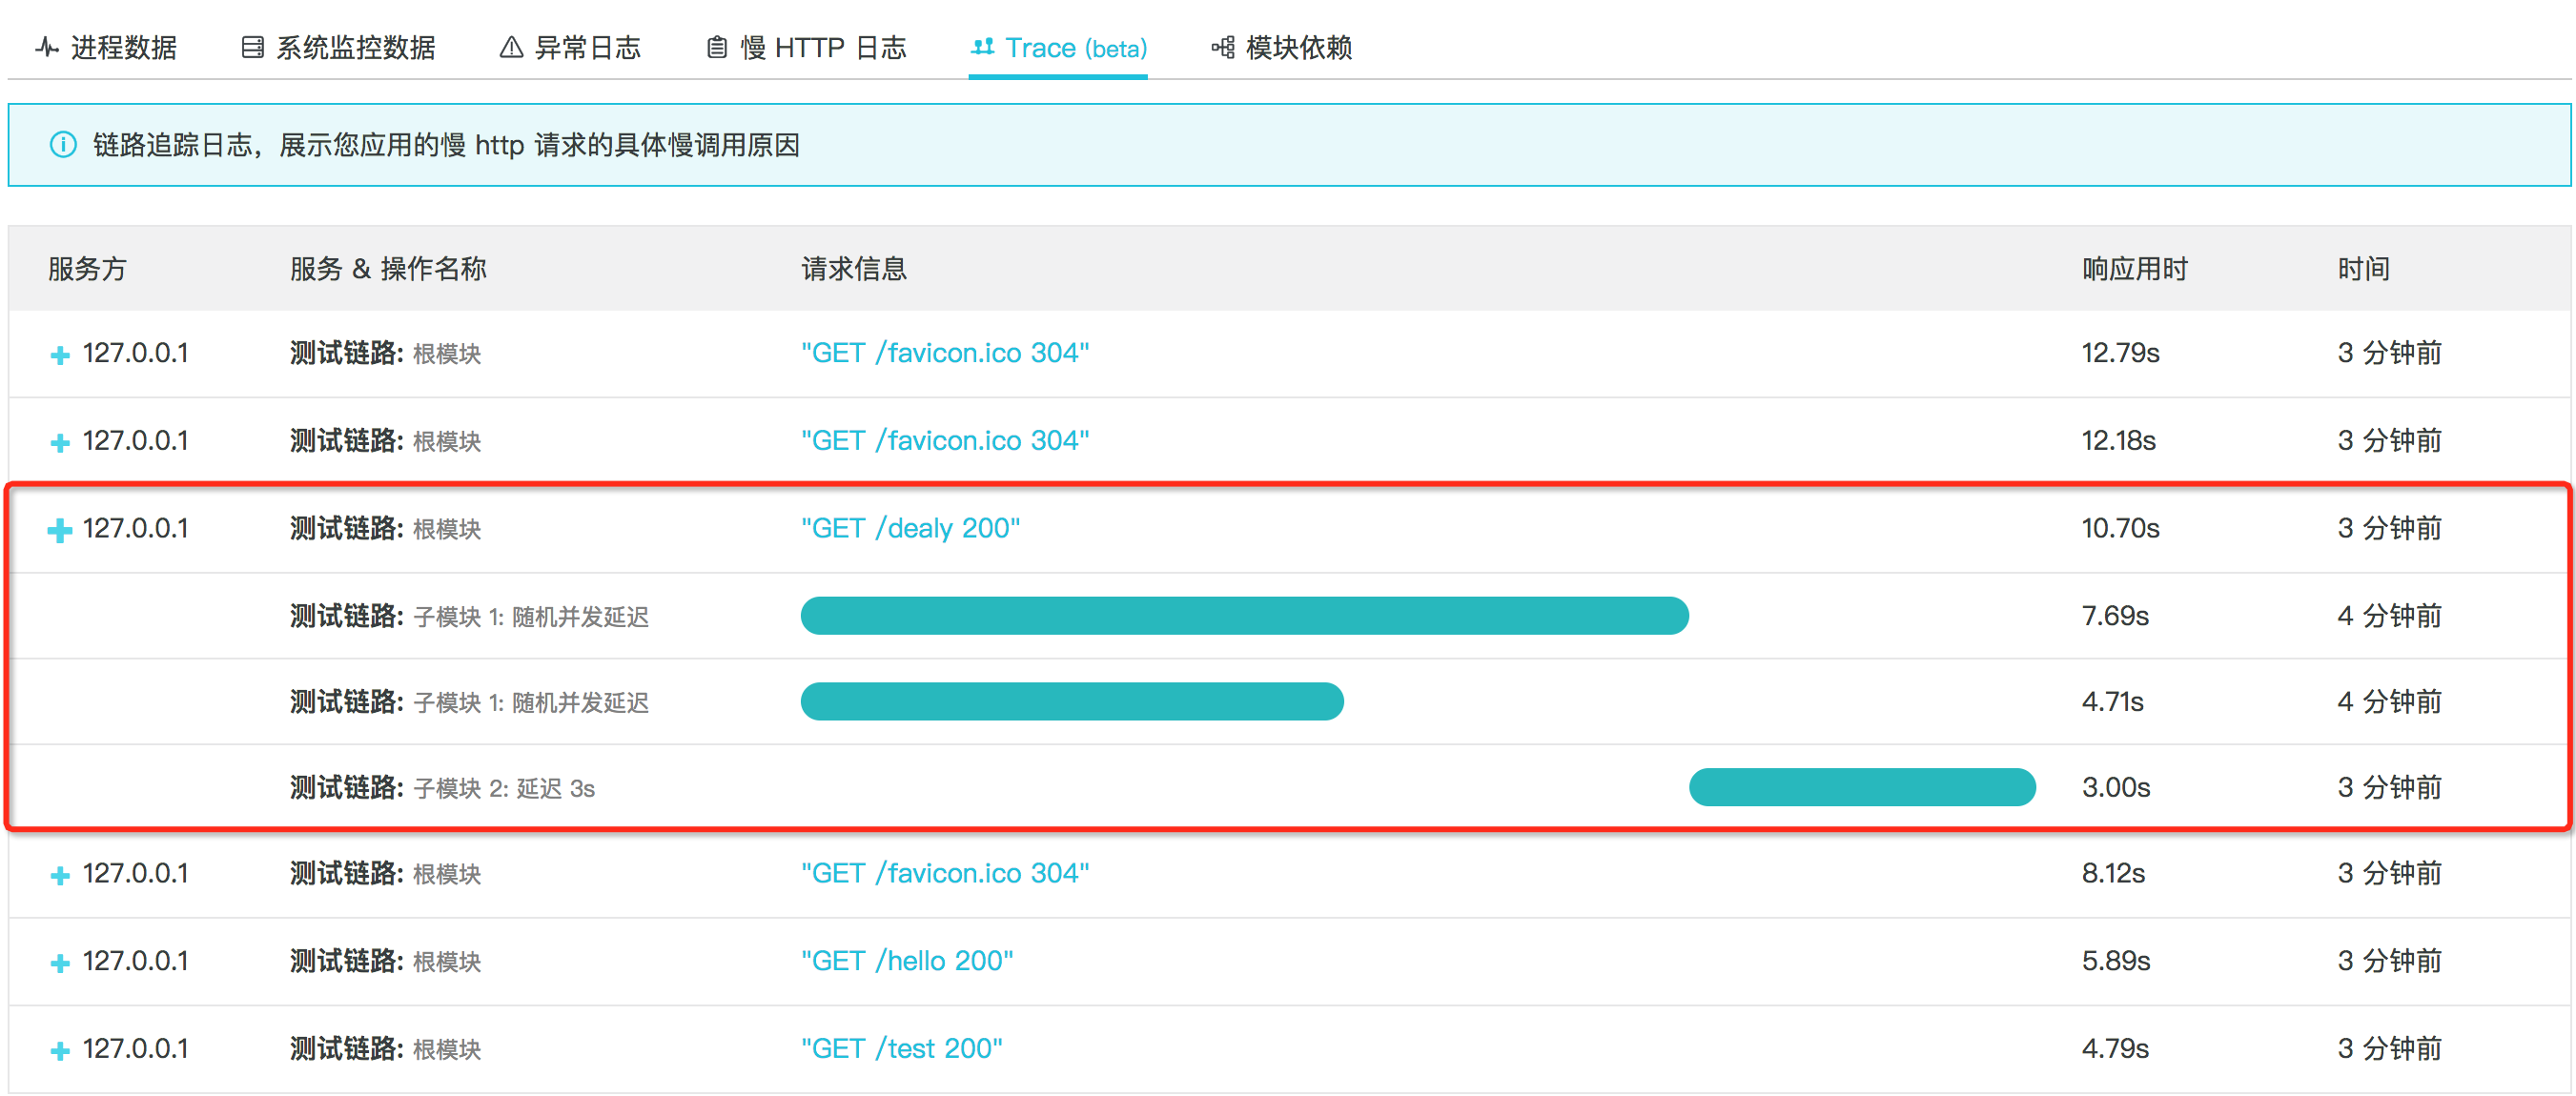 进程数据 系统监控数据 异常日志 慢 HTTP 日志 Trace (beta) 模块依赖
链路追踪日志，展示您应用的慢 http 请求的具体慢调用原因
服务方 服务 & 操作名称 请求信息 响应用时 时间
127.0.0.1 测试链路: 根模块 "GET /favicon.ico 304" 12.79s 3 分钟前
127.0.0.1 测试链路: 根模块 "GET /favicon.ico 304" 12.18s 3 分钟前
127.0.0.1 测试链路: 根模块 "GET /dealy 200" 10.70s 3 分钟前
测试链路: 子模块 1: 随机并发延迟 7.69s 4 分钟前
测试链路: 子模块 1: 随机并发延迟 4.71s 4 分钟前
测试链路: 子模块 2: 延迟 3s 3.00s 3 分钟前
127.0.0.1 测试链路: 根模块 "GET /favicon.ico 304" 8.12s 3 分钟前
127.0.0.1 测试链路: 根模块 "GET /hello 200" 5.89s 3 分钟前
127.0.0.1 测试链路: 根模块 "GET /test 200" 4.79s 3 分钟前